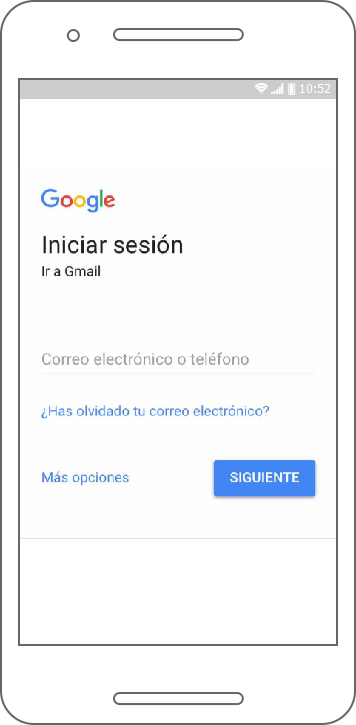 10:52
Google
Iniciar sesión
Ir a Gmail
Correo electrónico o teléfono
¿Has olvidado tu correo electrónico?
Más opciones
SIGUIENTE